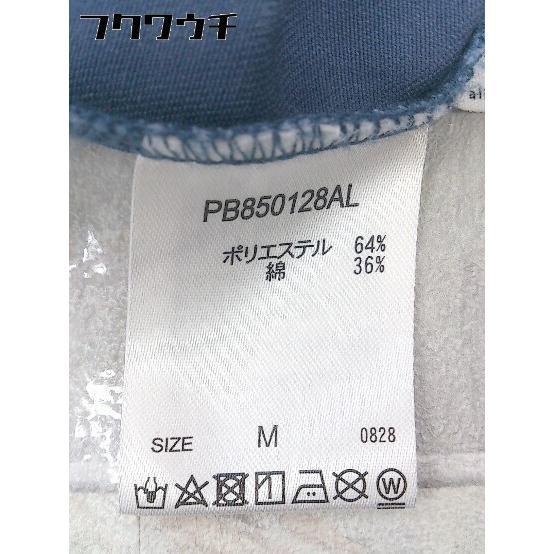 フクワウチ
PB850128AL
ポリエステル 64%
綿 36%
SIZE M 0828
W